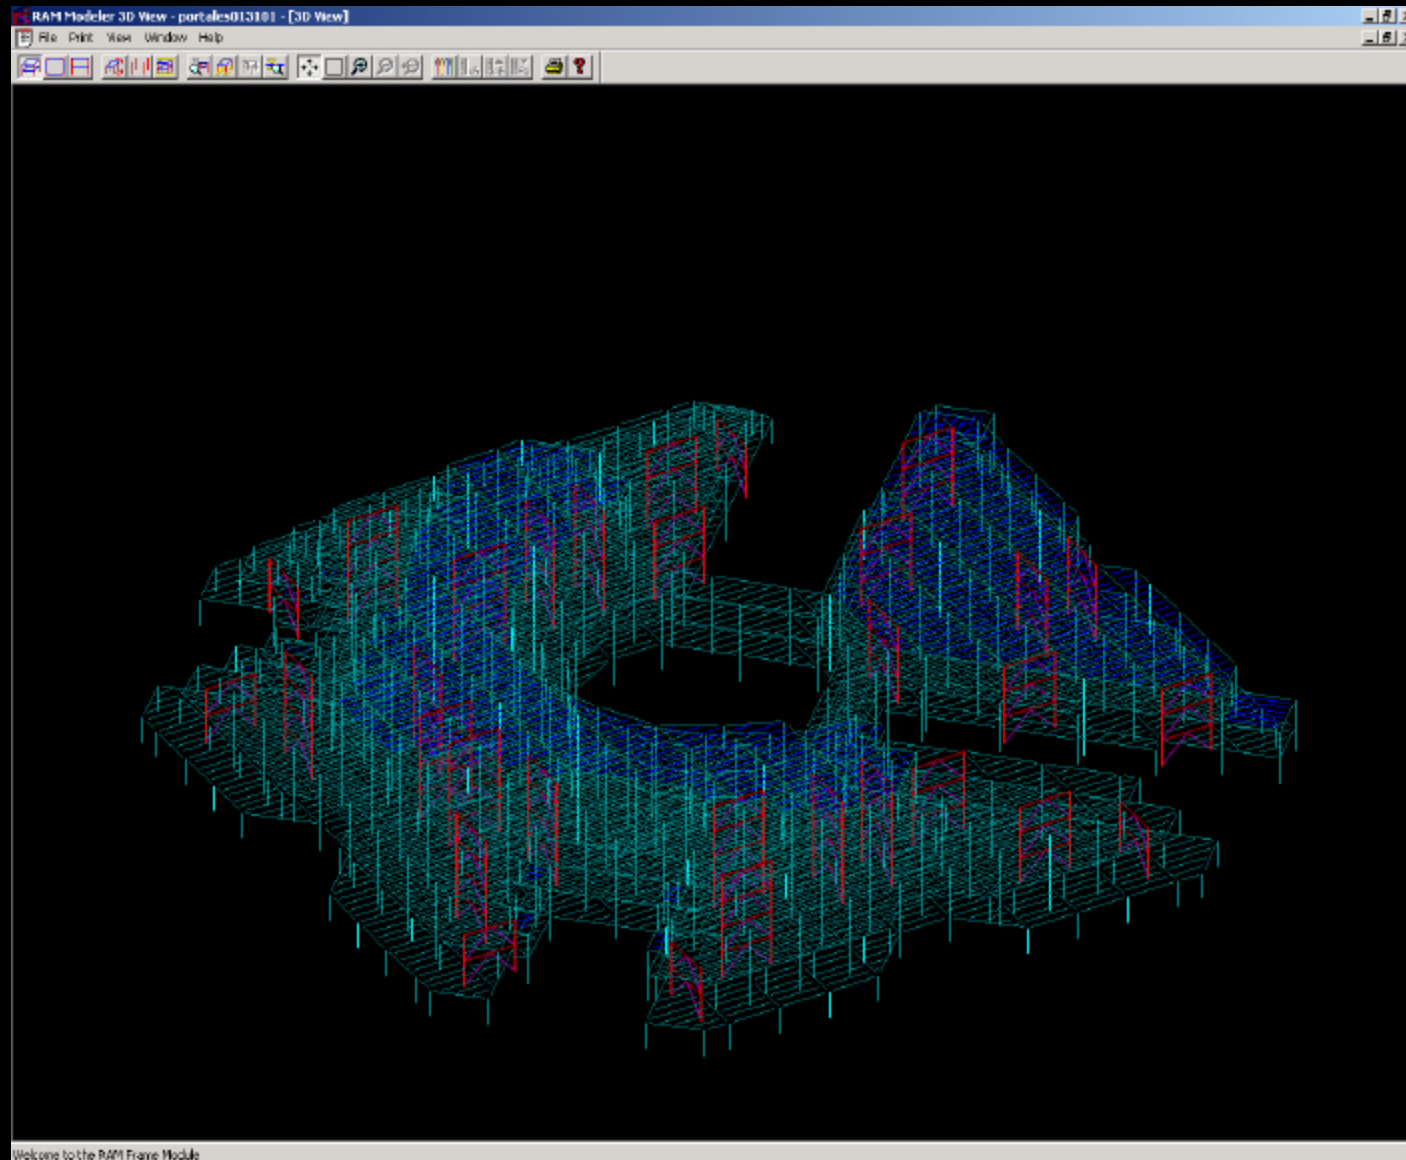 RAM Modeler 3D View - portales013101 - [3D View]
File Print View Window Help
Welcome to the RAM Frame Module